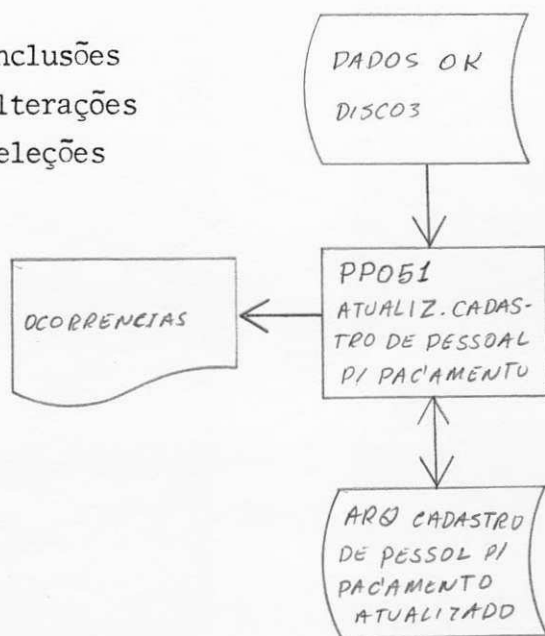 nclusões
lterações
eleções
DADOS OK
DISCO3
PPO51
ATUALIZ. CADAS-
TRO DE PESSOAL
P/ PAGAMENTO
OCORRENCIAS
ARQ CADASTRO
DE PESSOL P/
PAGAMENTO
ATUALIZADO